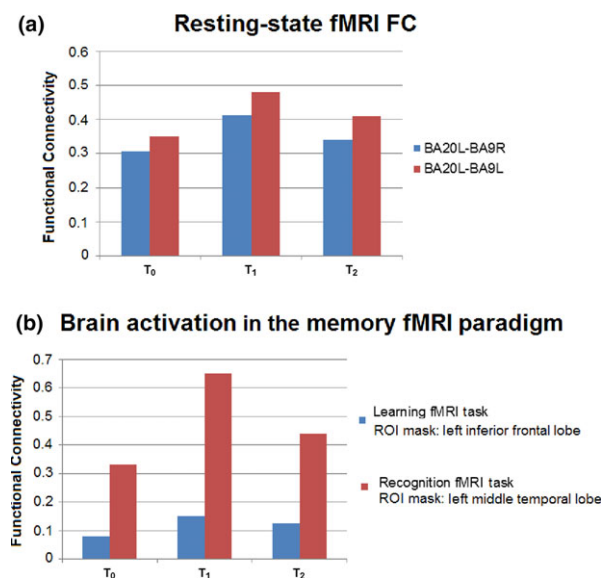 (a) Resting-state fMRI FC
0.6
0.5
0.4
0.3
0.2
0.1
0
Functional Connectivity
T0
T1
T2
BA20L-BA9R
BA20L-BA9L
(b) Brain activation in the memory fMRI paradigm
0.7
0.6
0.5
0.4
0.3
0.2
0.1
0
Functional Connectivity
T0
T1
T2
Learning fMRI task
ROI mask: left inferior frontal lobe
Recognition fMRI task
ROI mask: left middle temporal lobe